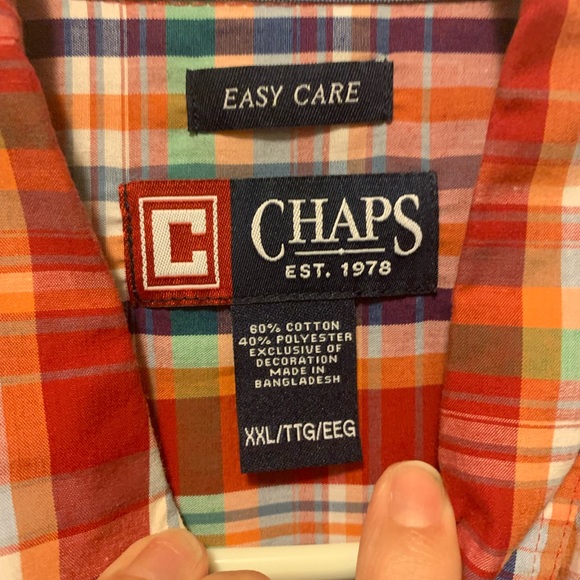 EASY CARE
C
CHAPS
EST. 1978
60% COTTON
40% POLYESTER
EXCLUSIVE OF
DECORATION
MADE IN
BANGLADESH
XXL/TTG/EEG